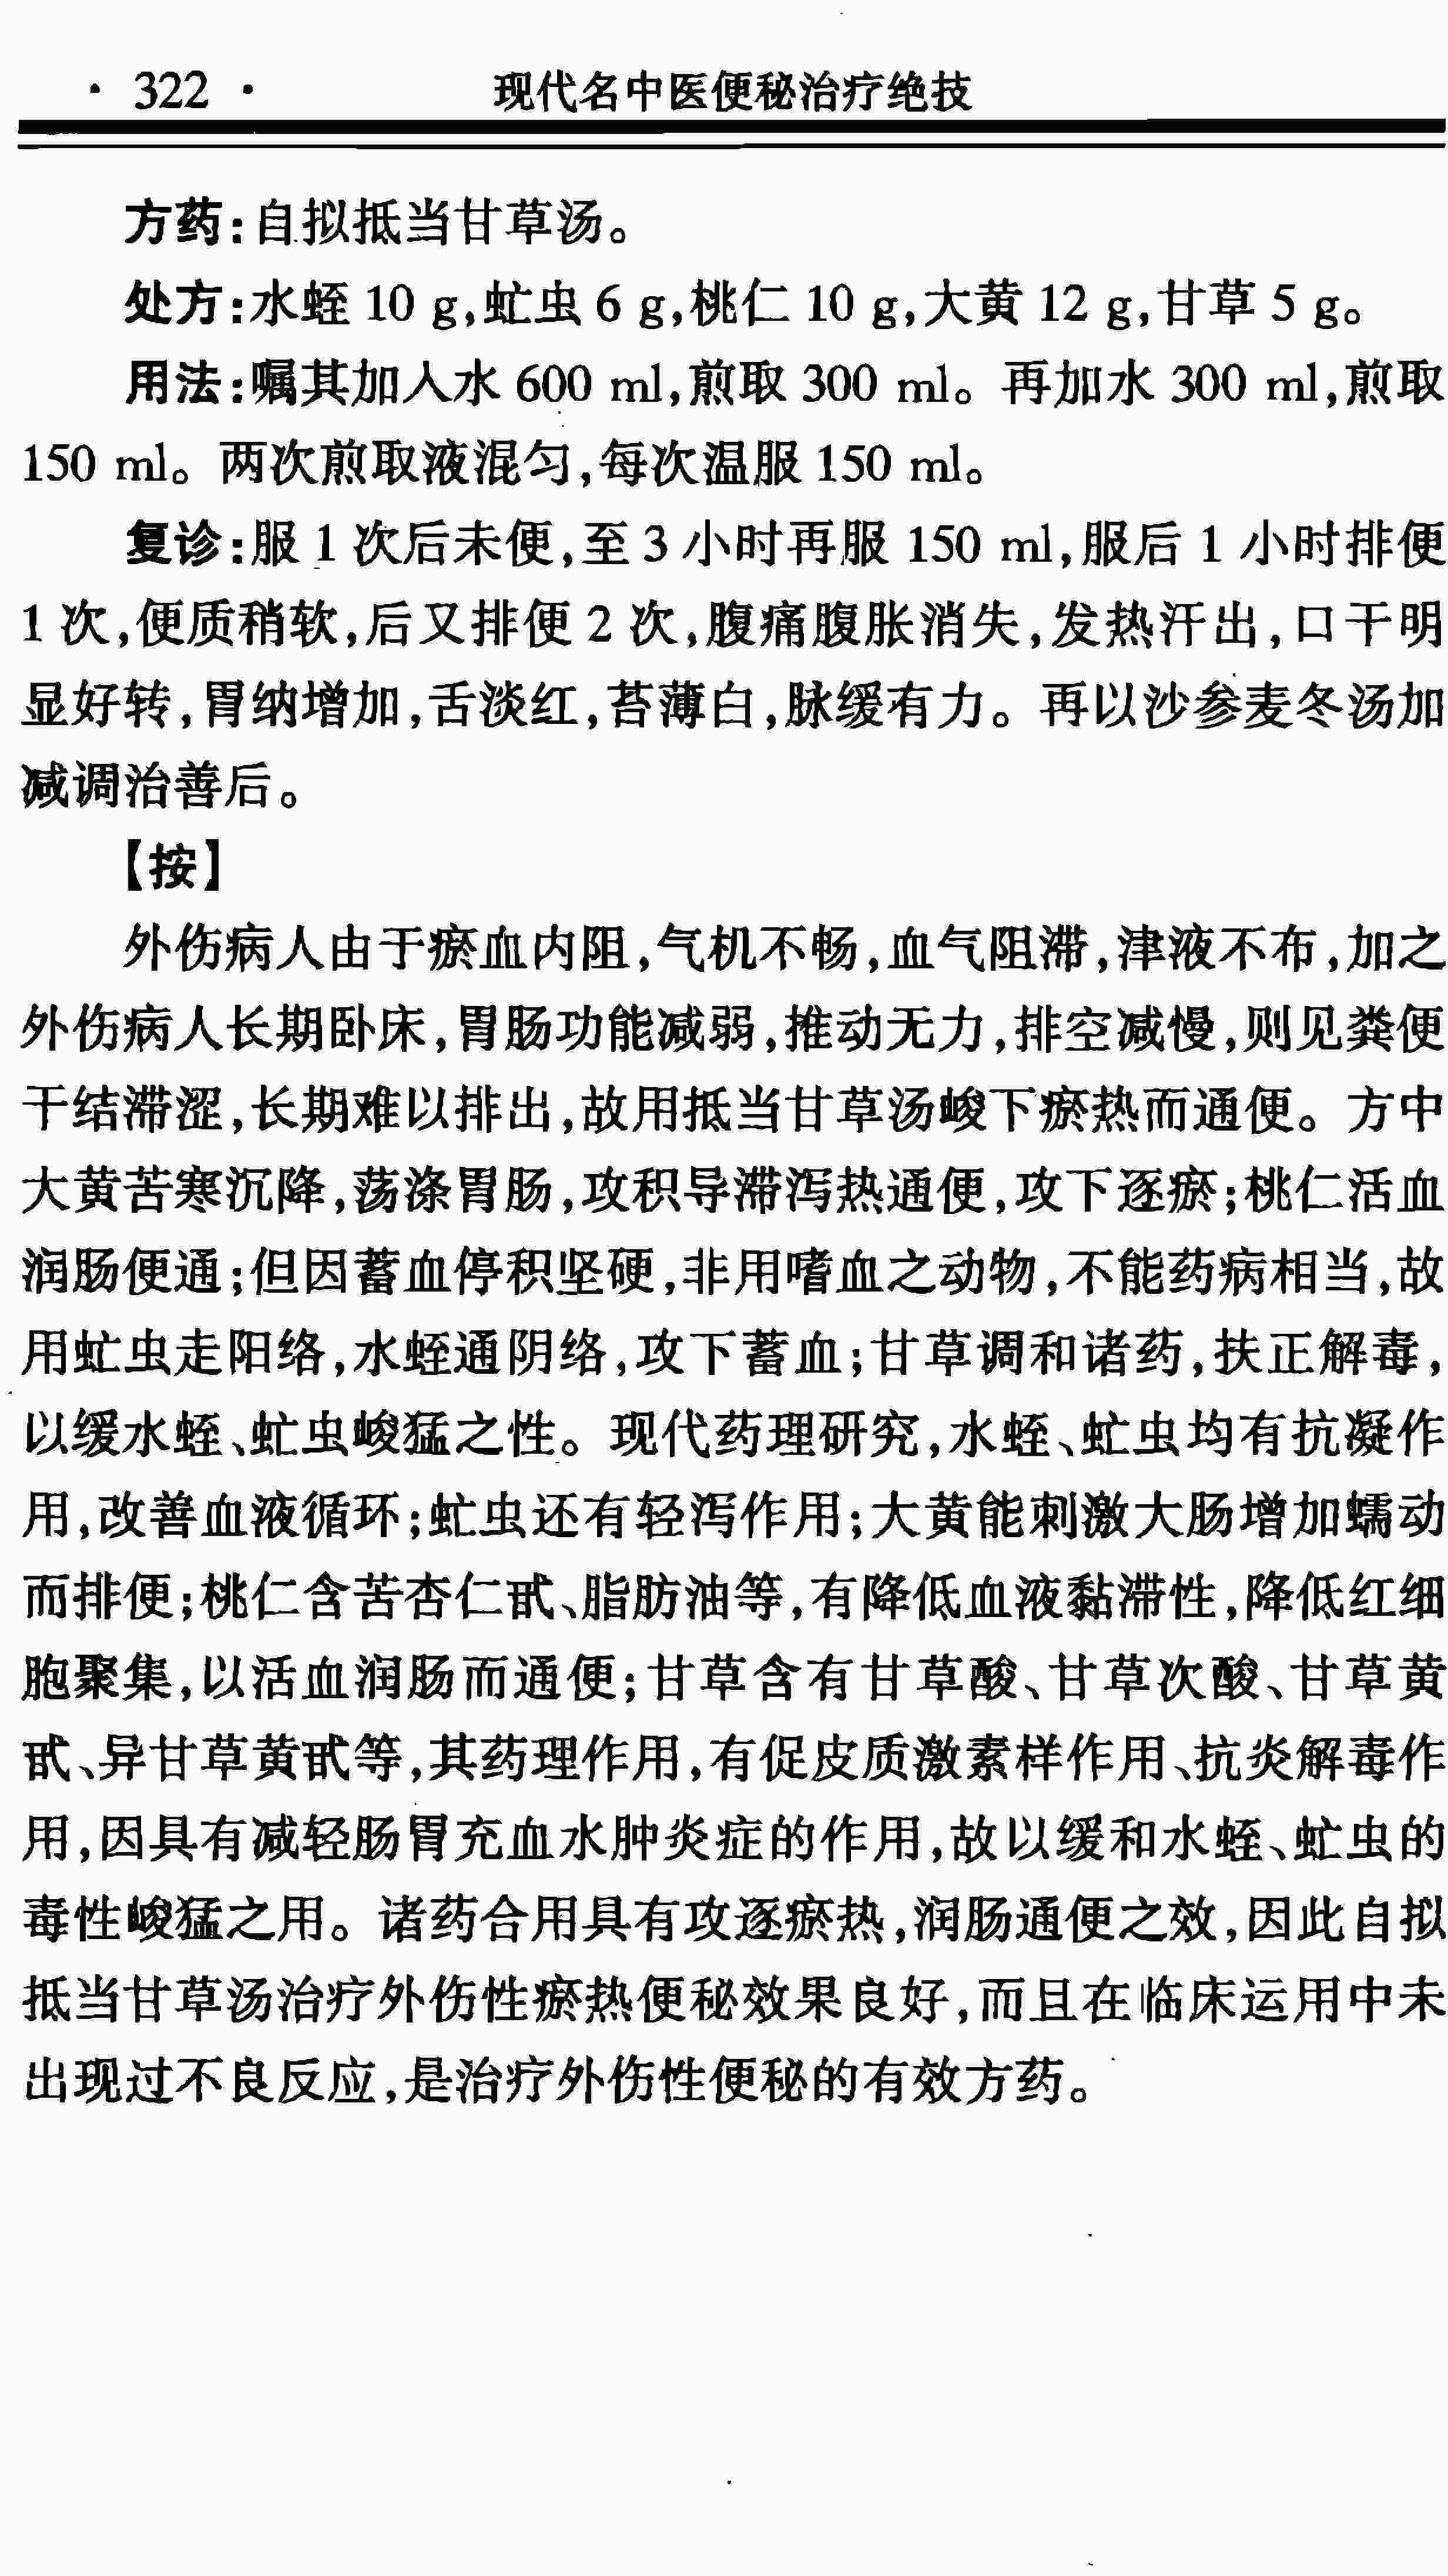 · 322 ·
现代名中医便秘治疗绝技
方药:自拟抵当甘草汤。
处方:水蛭 10 g,虻虫 6 g,桃仁 10 g,大黄 12 g,甘草 5 g。
用法:嘱其加入水 600 ml,煎取 300 ml。再加水 300 ml,煎取
150 ml。两次煎取液混匀,每次温服 150 ml。
复诊:服 1 次后未便,至 3 小时再服 150 ml,服后 1 小时排便
1 次,便质稍软,后又排便 2 次,腹痛腹胀消失,发热汗出,口干明
显好转,胃纳增加,舌淡红,苔薄白,脉缓有力。再以沙参麦冬汤加
减调治善后。
【按】
外伤病人由于瘀血内阻,气机不畅,血气阻滞,津液不布,加之
外伤病人长期卧床,胃肠功能减弱,推动无力,排空减慢,则见粪便
干结滞涩,长期难以排出,故用抵当甘草汤峻下瘀热而通便。方中
大黄苦寒沉降,荡涤胃肠,攻积导滞泻热通便,攻下逐瘀;桃仁活血
润肠便通;但因蓄血停积坚硬,非用嗜血之动物,不能药病相当,故
用虻虫走阳络,水蛭通阴络,攻下蓄血;甘草调和诸药,扶正解毒,
以缓水蛭、虻虫峻猛之性。现代药理研究,水蛭、虻虫均有抗凝作
用,改善血液循环;虻虫还有轻泻作用;大黄能刺激大肠增加蠕动
而排便;桃仁含苦杏仁甙、脂肪油等,有降低血液黏滞性,降低红细
胞聚集,以活血润肠而通便;甘草含有甘草酸、甘草次酸、甘草黄
甙、异甘草黄甙等,其药理作用,有促皮质激素样作用、抗炎解毒作
用,因具有减轻肠胃充血水肿炎症的作用,故以缓和水蛭、虻虫的
毒性峻猛之用。诸药合用具有攻逐瘀热,润肠通便之效,因此自拟
抵当甘草汤治疗外伤性瘀热便秘效果良好,而且在临床运用中未
出现过不良反应,是治疗外伤性便秘的有效方药。